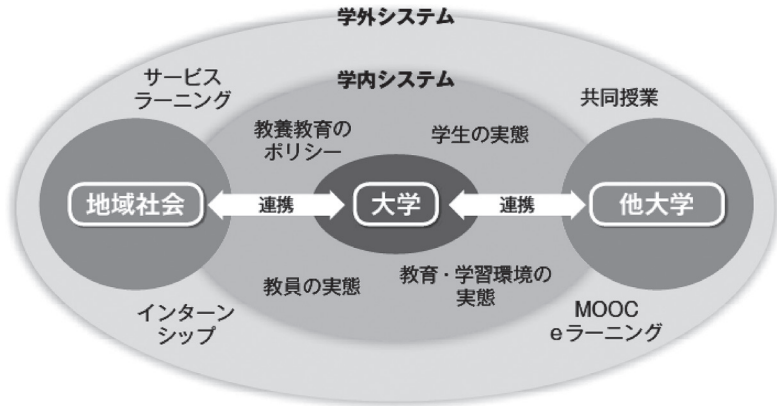 学外システム
サービス
ラーニング
学内システム
共同授業
教養教育の
ポリシー
学生の実態
地域社会
連携
大学
連携
他大学
教員の実態
教育・学習環境の
実態
インターン
シップ
MOOC
eラーニング